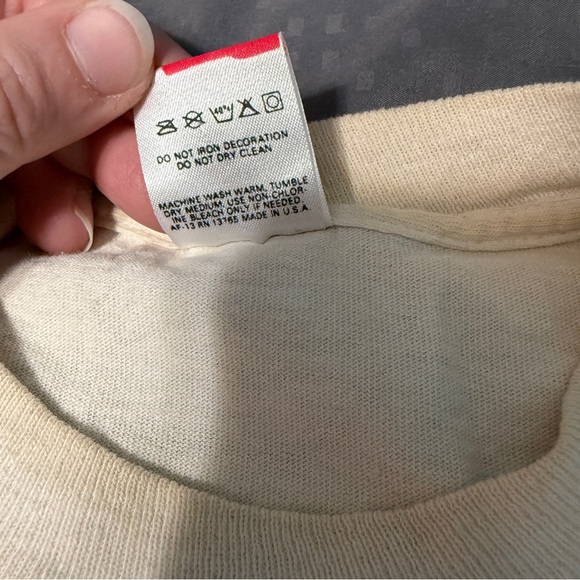 40°
DO NOT IRON DECORATION
DO NOT DRY CLEAN
MACHINE WASH WARM, TUMBLE
DRY MEDIUM. USE NON-CHLOR-
INE BLEACH ONLY IF NEEDED.
AF-13 RN 13765 MADE IN U.S.A.